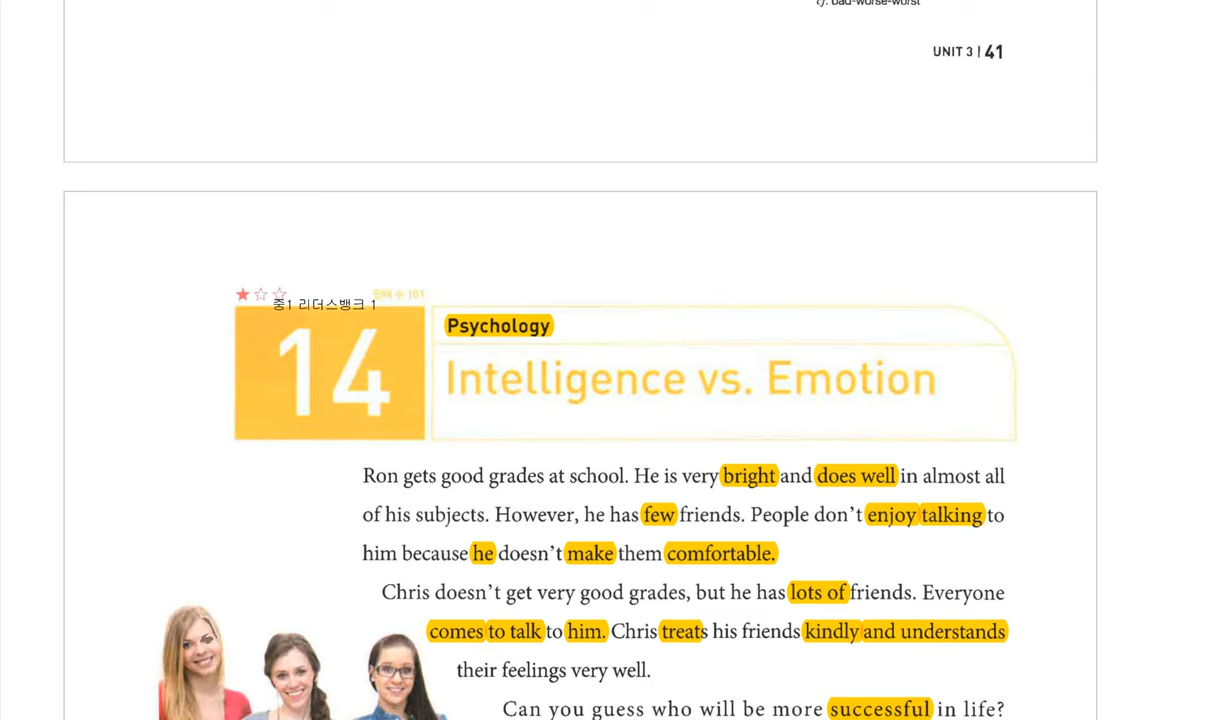 cf. bad-worse-worst
UNIT 3 | 41
★☆☆
중1 리더스뱅크 1
14
Psychology
Intelligence vs. Emotion
Ron gets good grades at school. He is very bright and does well in almost all
of his subjects. However, he has few friends. People don't enjoy talking to
him because he doesn't make them comfortable.
Chris doesn't get very good grades, but he has lots of friends. Everyone
comes to talk to him. Chris treats his friends kindly and understands
their feelings very well.
Can you guess who will be more successful in life?